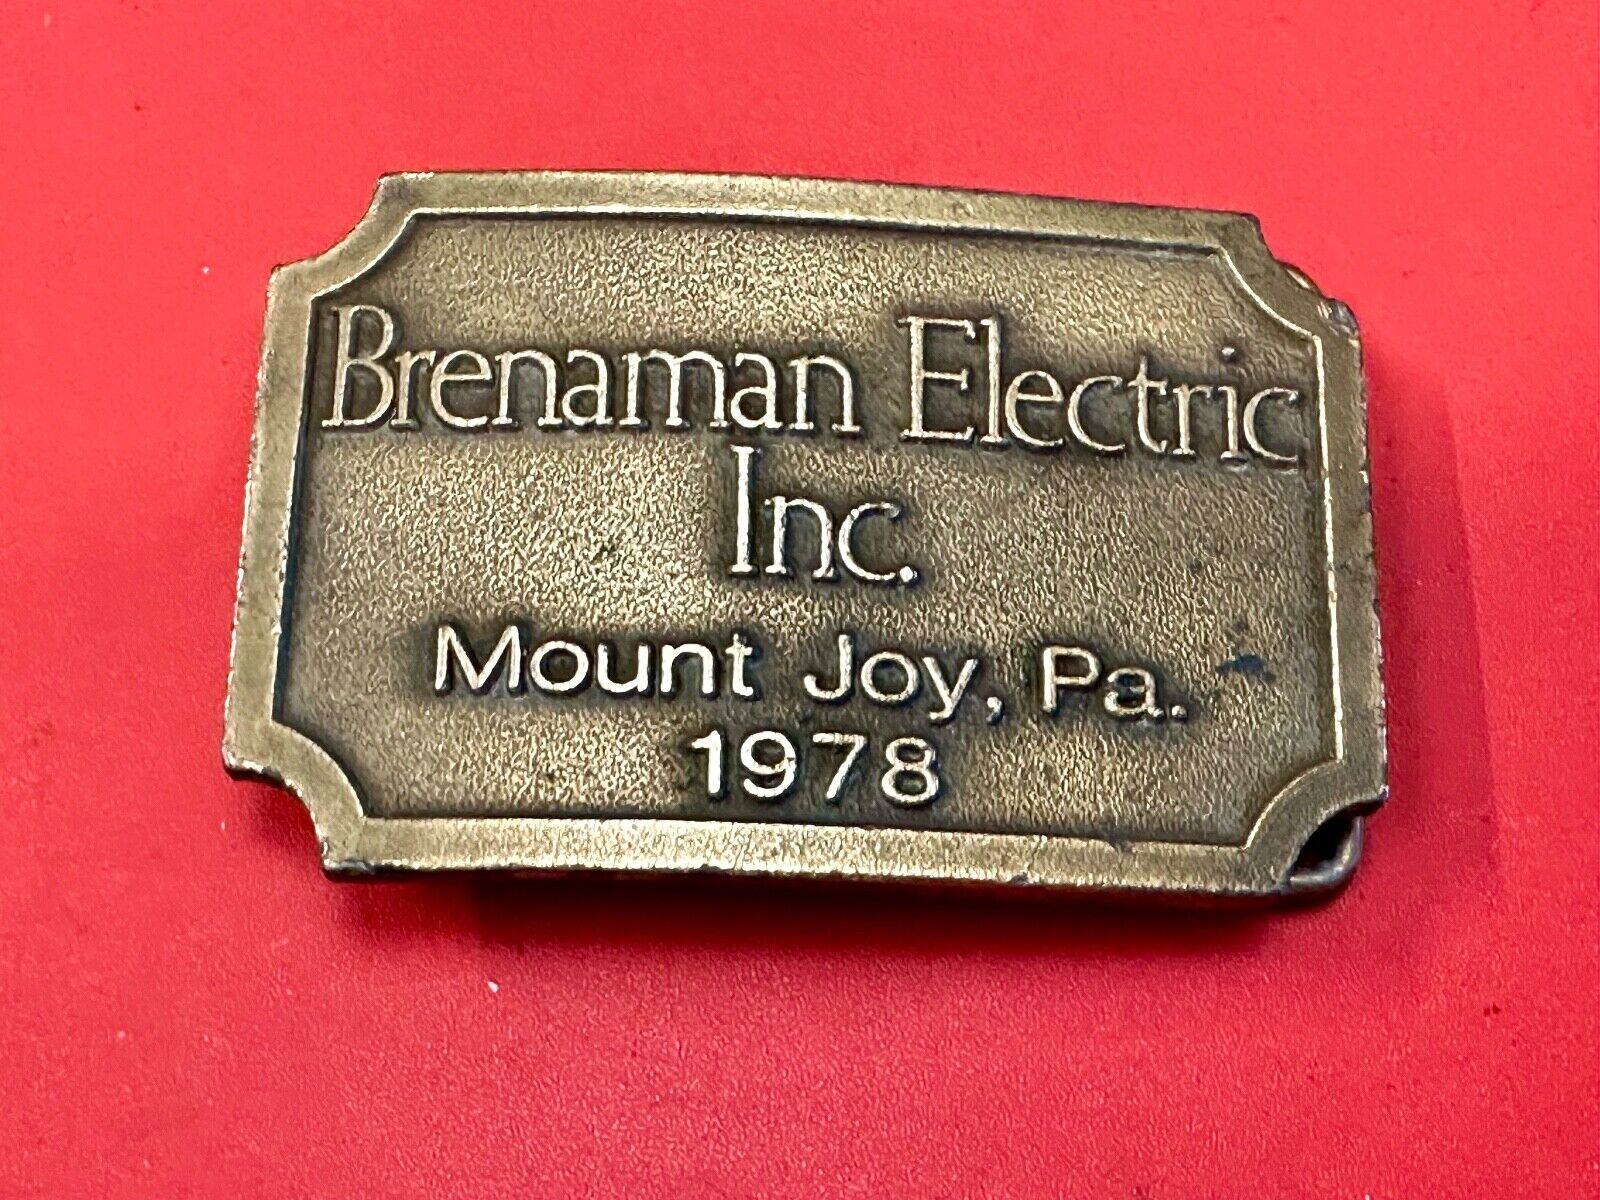 Brenaman Electric
Inc.
Mount Joy, Pa.
1978